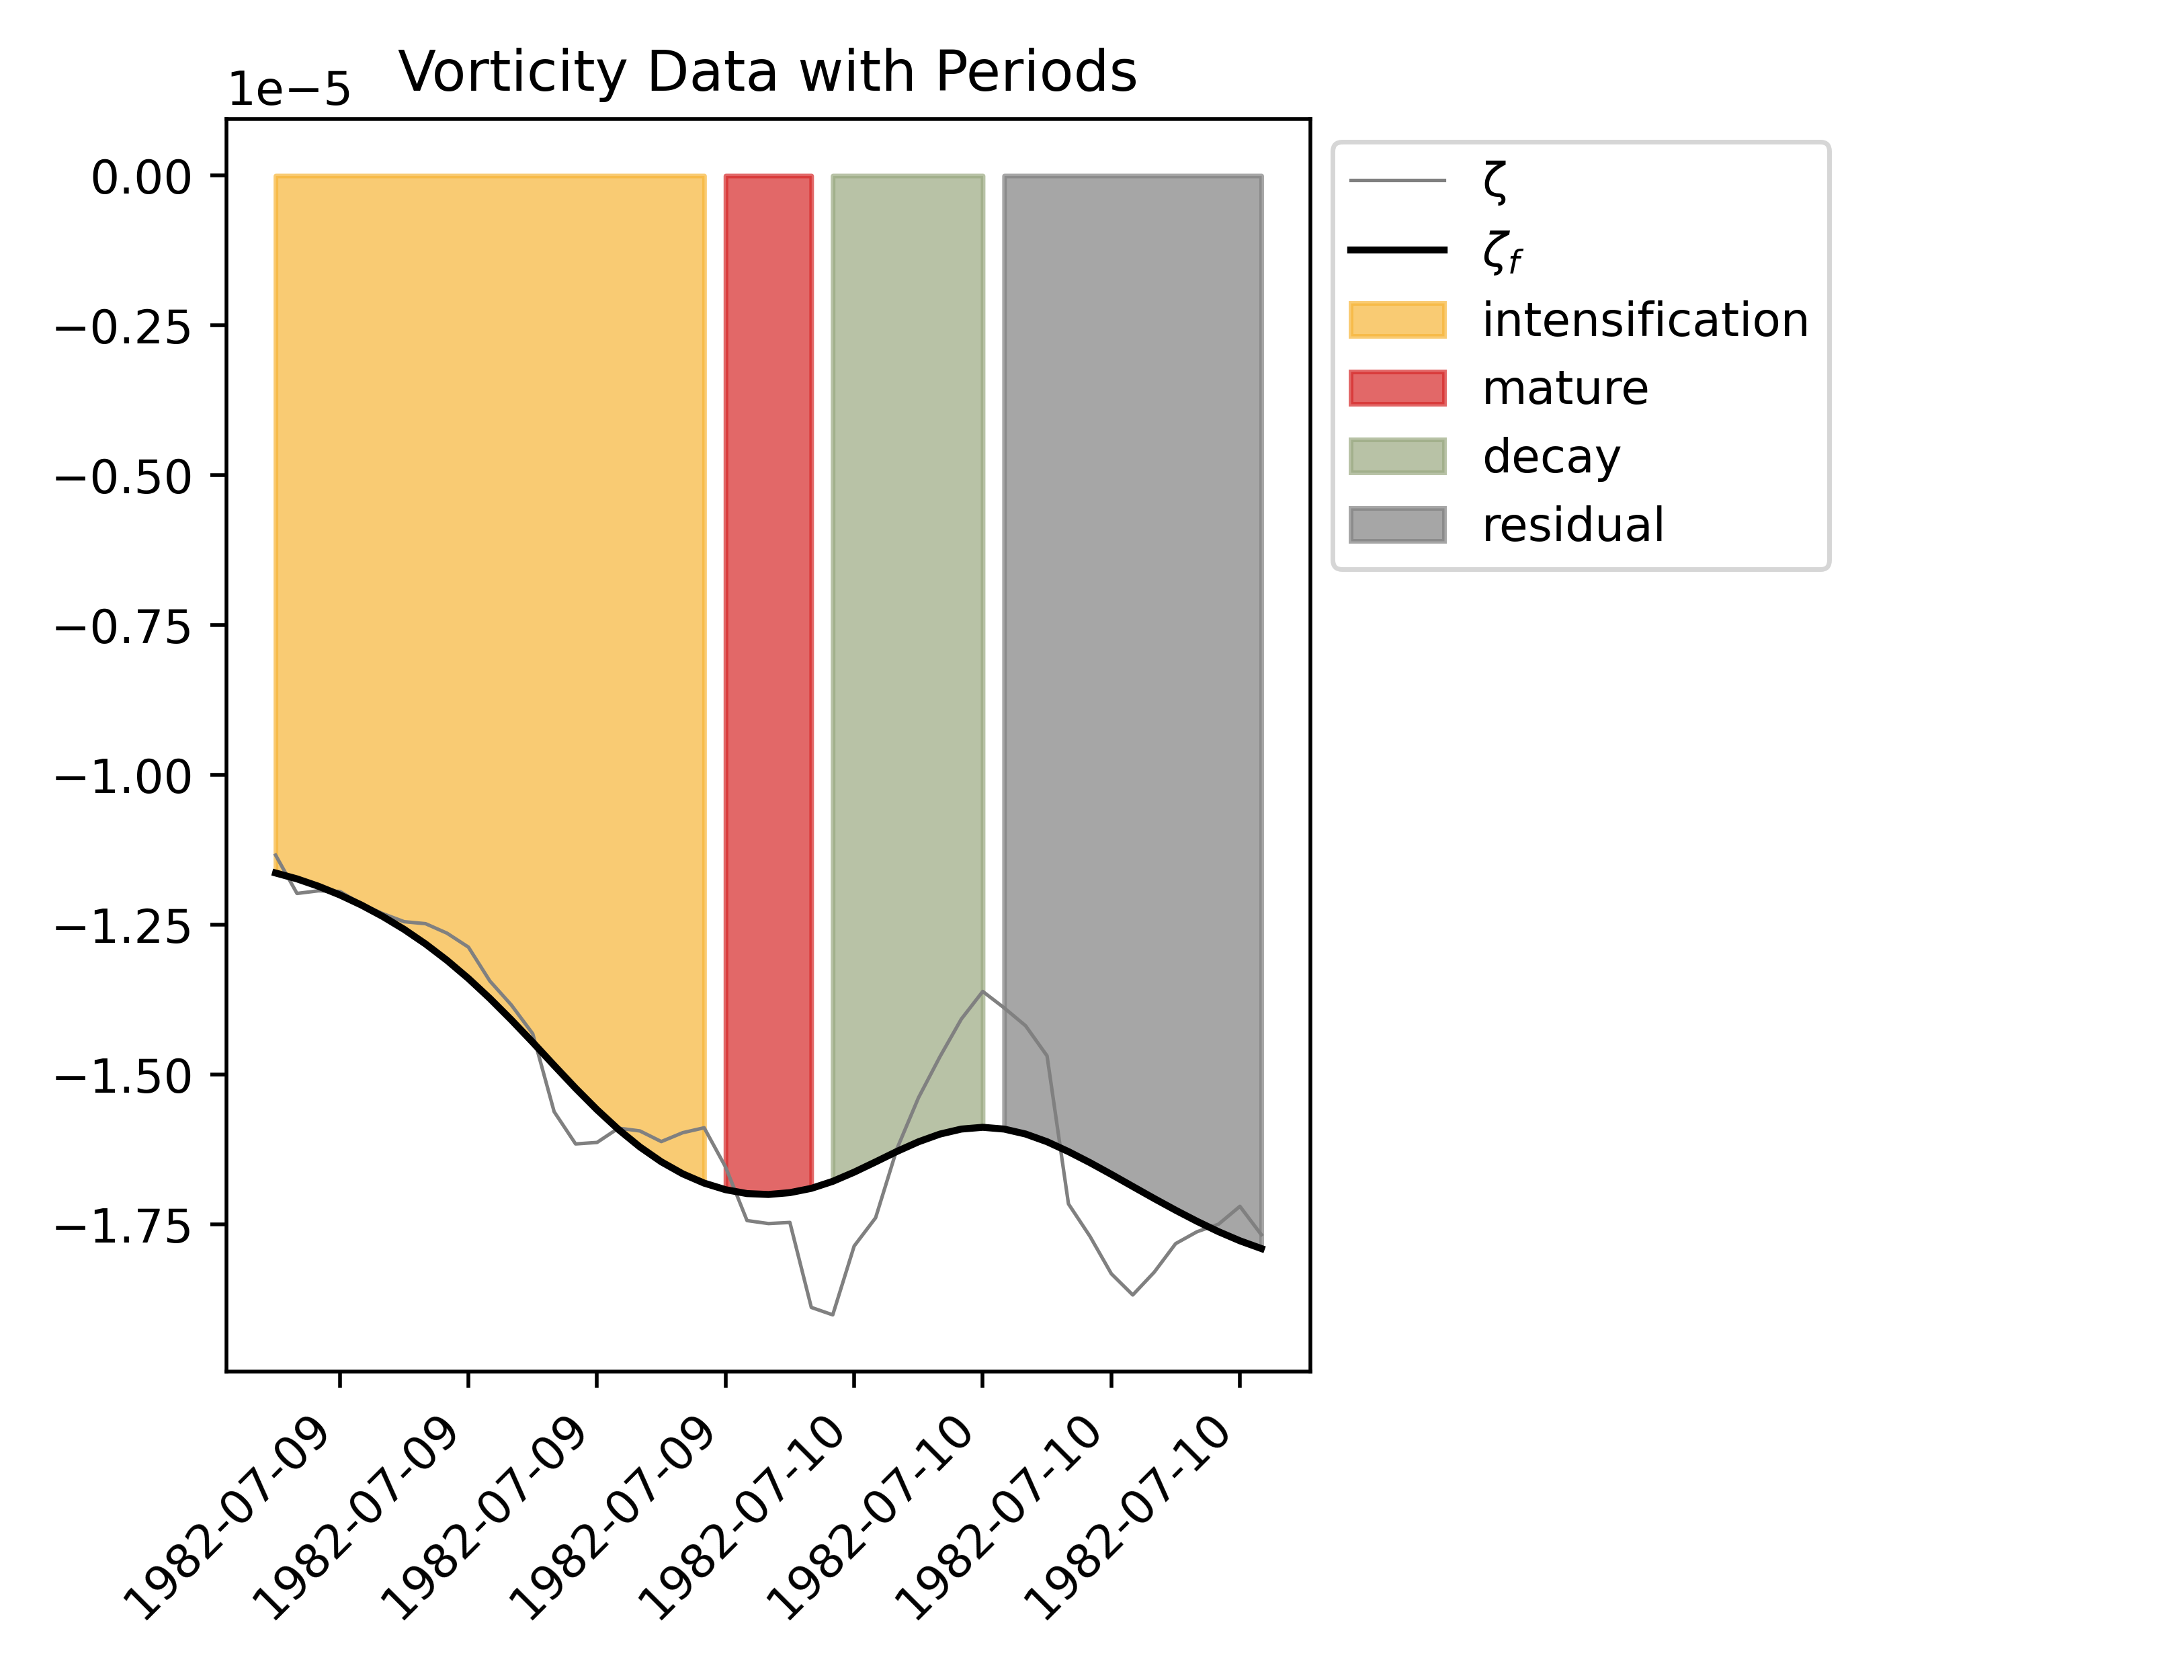 Vorticity Data with Periods
1e−5
0.00
−0.25
−0.50
−0.75
−1.00
−1.25
−1.50
−1.75
1982-07-09
1982-07-09
1982-07-09
1982-07-09
1982-07-10
1982-07-10
1982-07-10
1982-07-10
ζ
ζf
intensification
mature
decay
residual